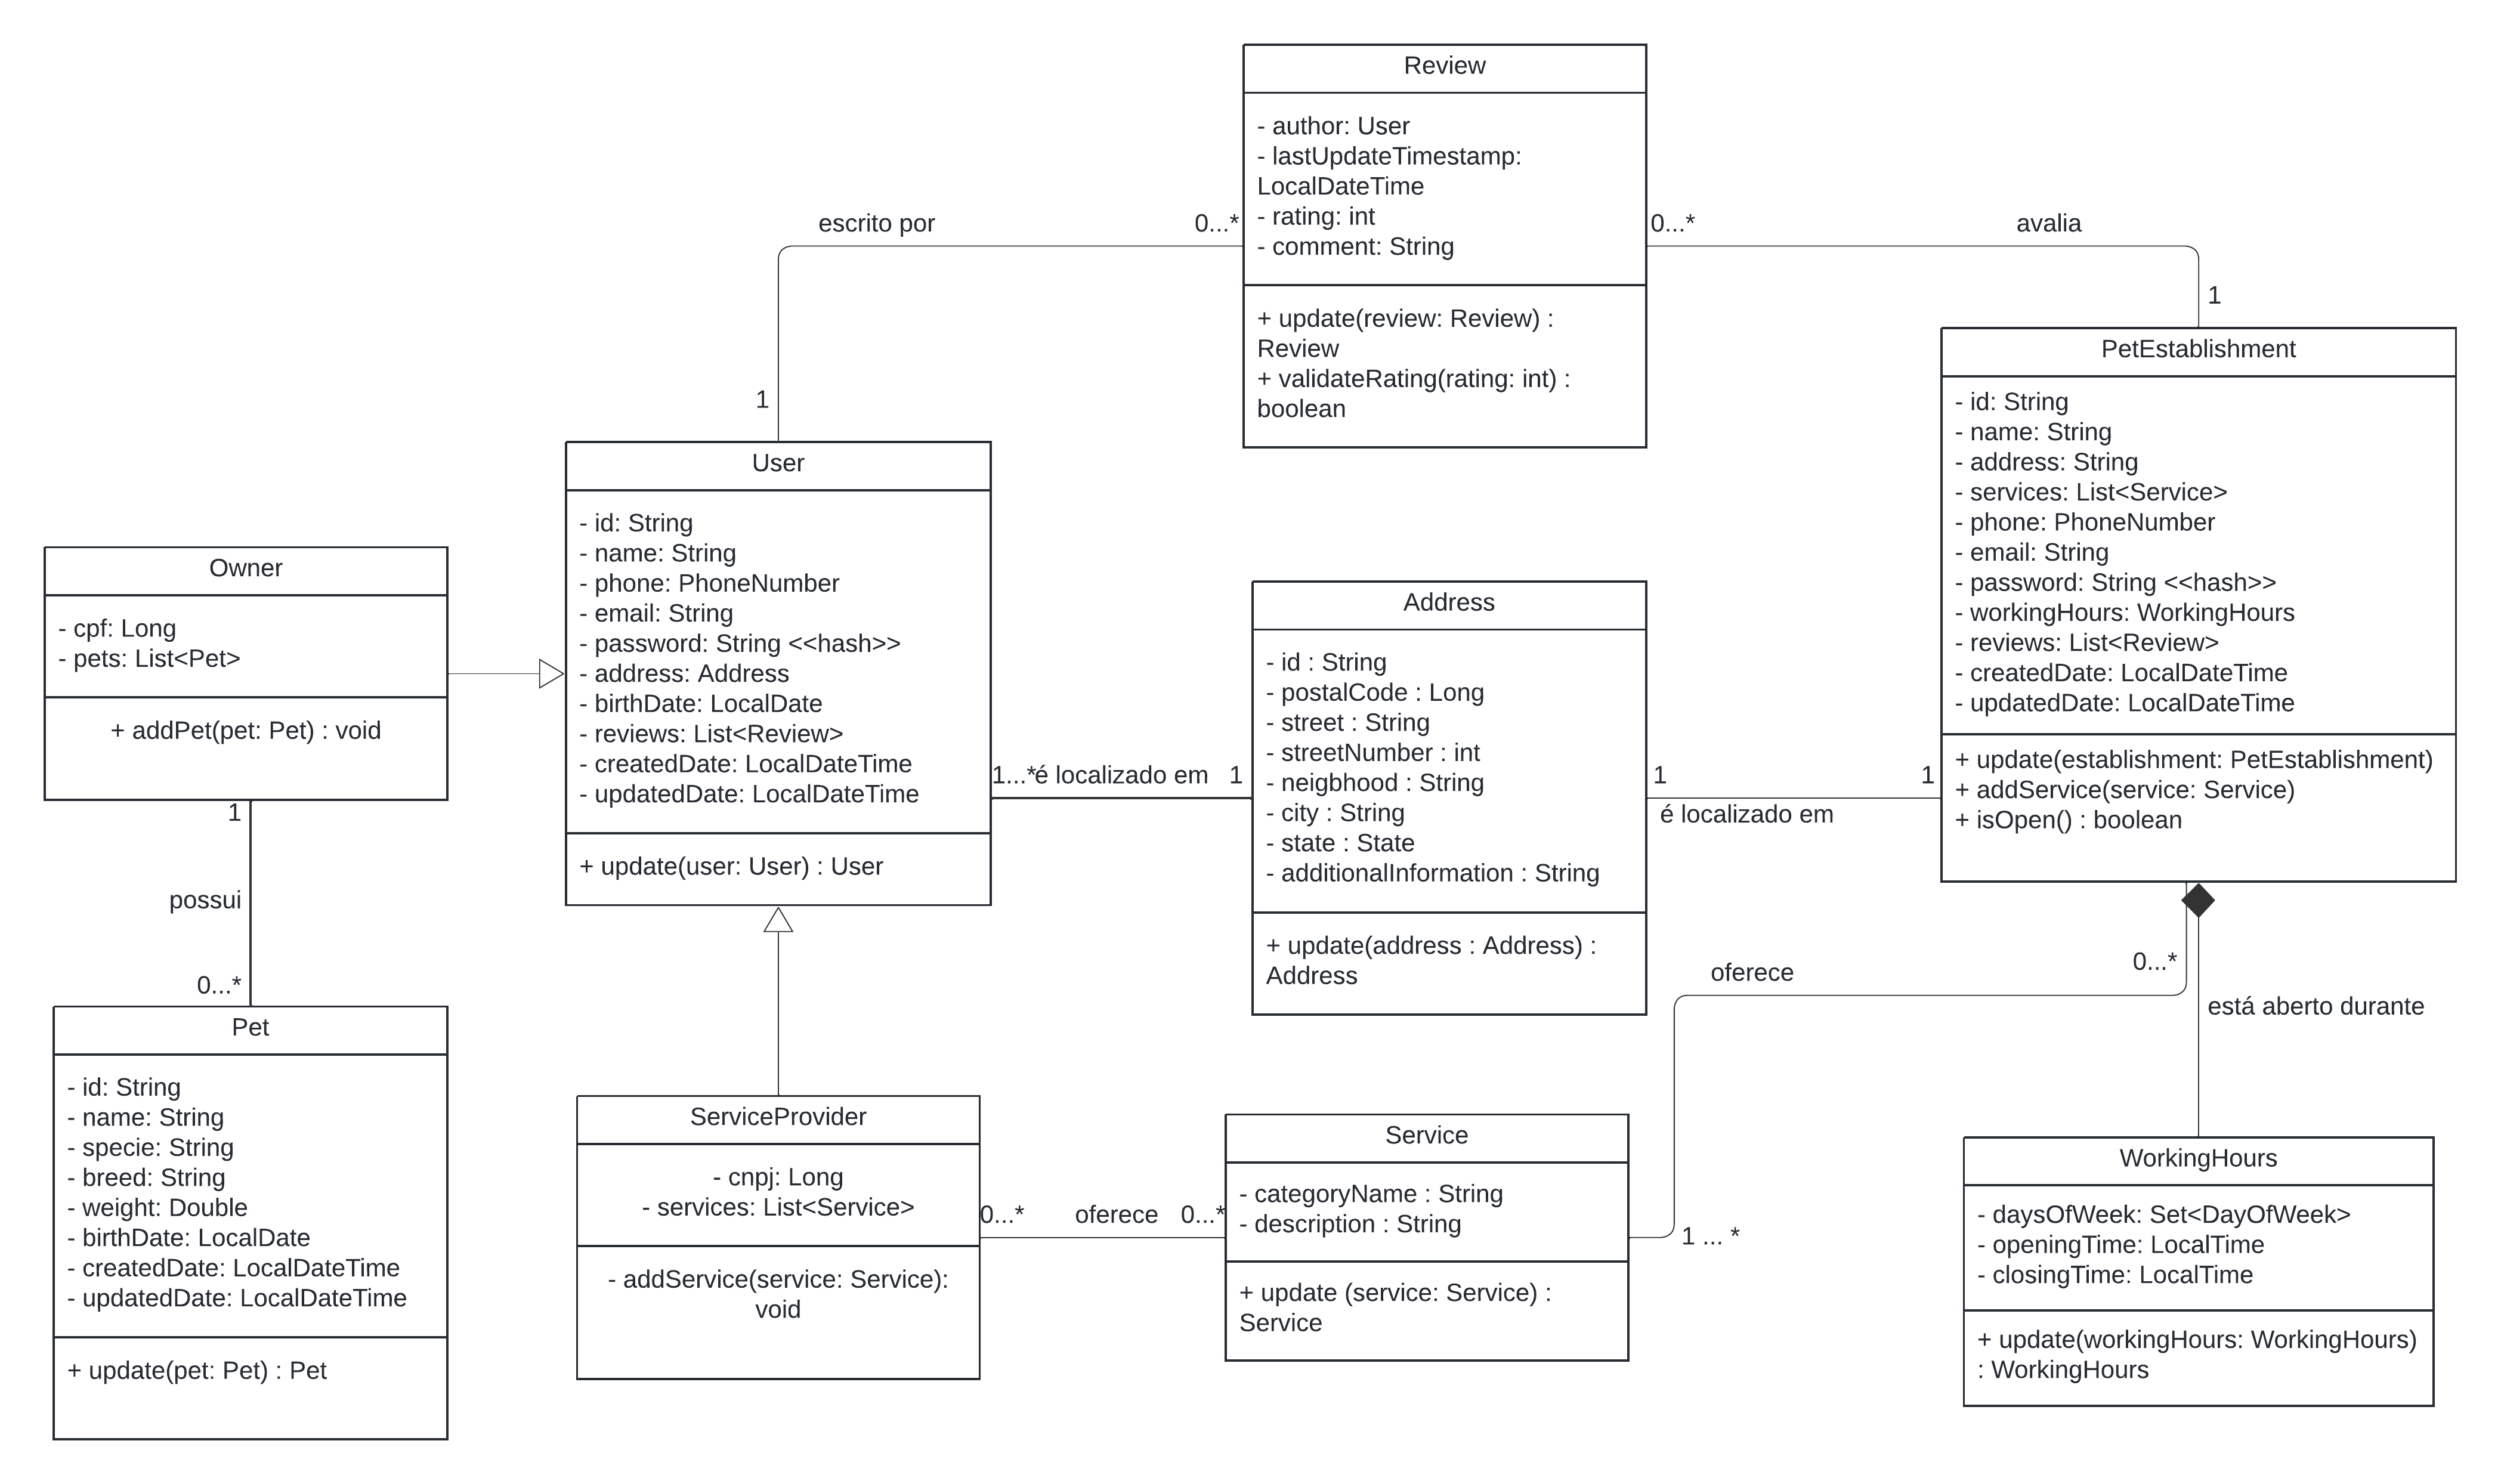 Review
- author: User
- lastUpdateTimestamp:
LocalDateTime
- rating: int
- comment: String
+ update(review: Review) :
Review
+ validateRating(rating: int) :
boolean
escrito por
0...*
1
0...*
avalia
1
PetEstablishment
- id: String
- name: String
- address: String
- services: List<Service>
- phone: PhoneNumber
- email: String
- password: String <<hash>>
- workingHours: WorkingHours
- reviews: List<Review>
- createdDate: LocalDateTime
- updatedDate: LocalDateTime
+ update(establishment: PetEstablishment)
+ addService(service: Service)
+ isOpen() : boolean
User
- id: String
- name: String
- phone: PhoneNumber
- email: String
- password: String <<hash>>
- address: Address
- birthDate: LocalDate
- reviews: List<Review>
- createdDate: LocalDateTime
- updatedDate: LocalDateTime
+ update(user: User) : User
Owner
- cpf: Long
- pets: List<Pet>
+ addPet(pet: Pet) : void
1
possui
0...*
Address
- id : String
- postalCode : Long
- street : String
- streetNumber : int
- neigbhood : String
- city : String
- state : State
- additionalInformation : String
+ update(address : Address) :
Address
1...*
é localizado em
1
1
1
é localizado em
Pet
- id: String
- name: String
- specie: String
- breed: String
- weight: Double
- birthDate: LocalDate
- createdDate: LocalDateTime
- updatedDate: LocalDateTime
+ update(pet: Pet) : Pet
ServiceProvider
- cnpj: Long
- services: List<Service>
- addService(service: Service):
void
0...*
oferece
0...*
Service
- categoryName : String
- description : String
+ update (service: Service) :
Service
oferece
0...*
1 ... *
está aberto durante
WorkingHours
- daysOfWeek: Set<DayOfWeek>
- openingTime: LocalTime
- closingTime: LocalTime
+ update(workingHours: WorkingHours)
: WorkingHours